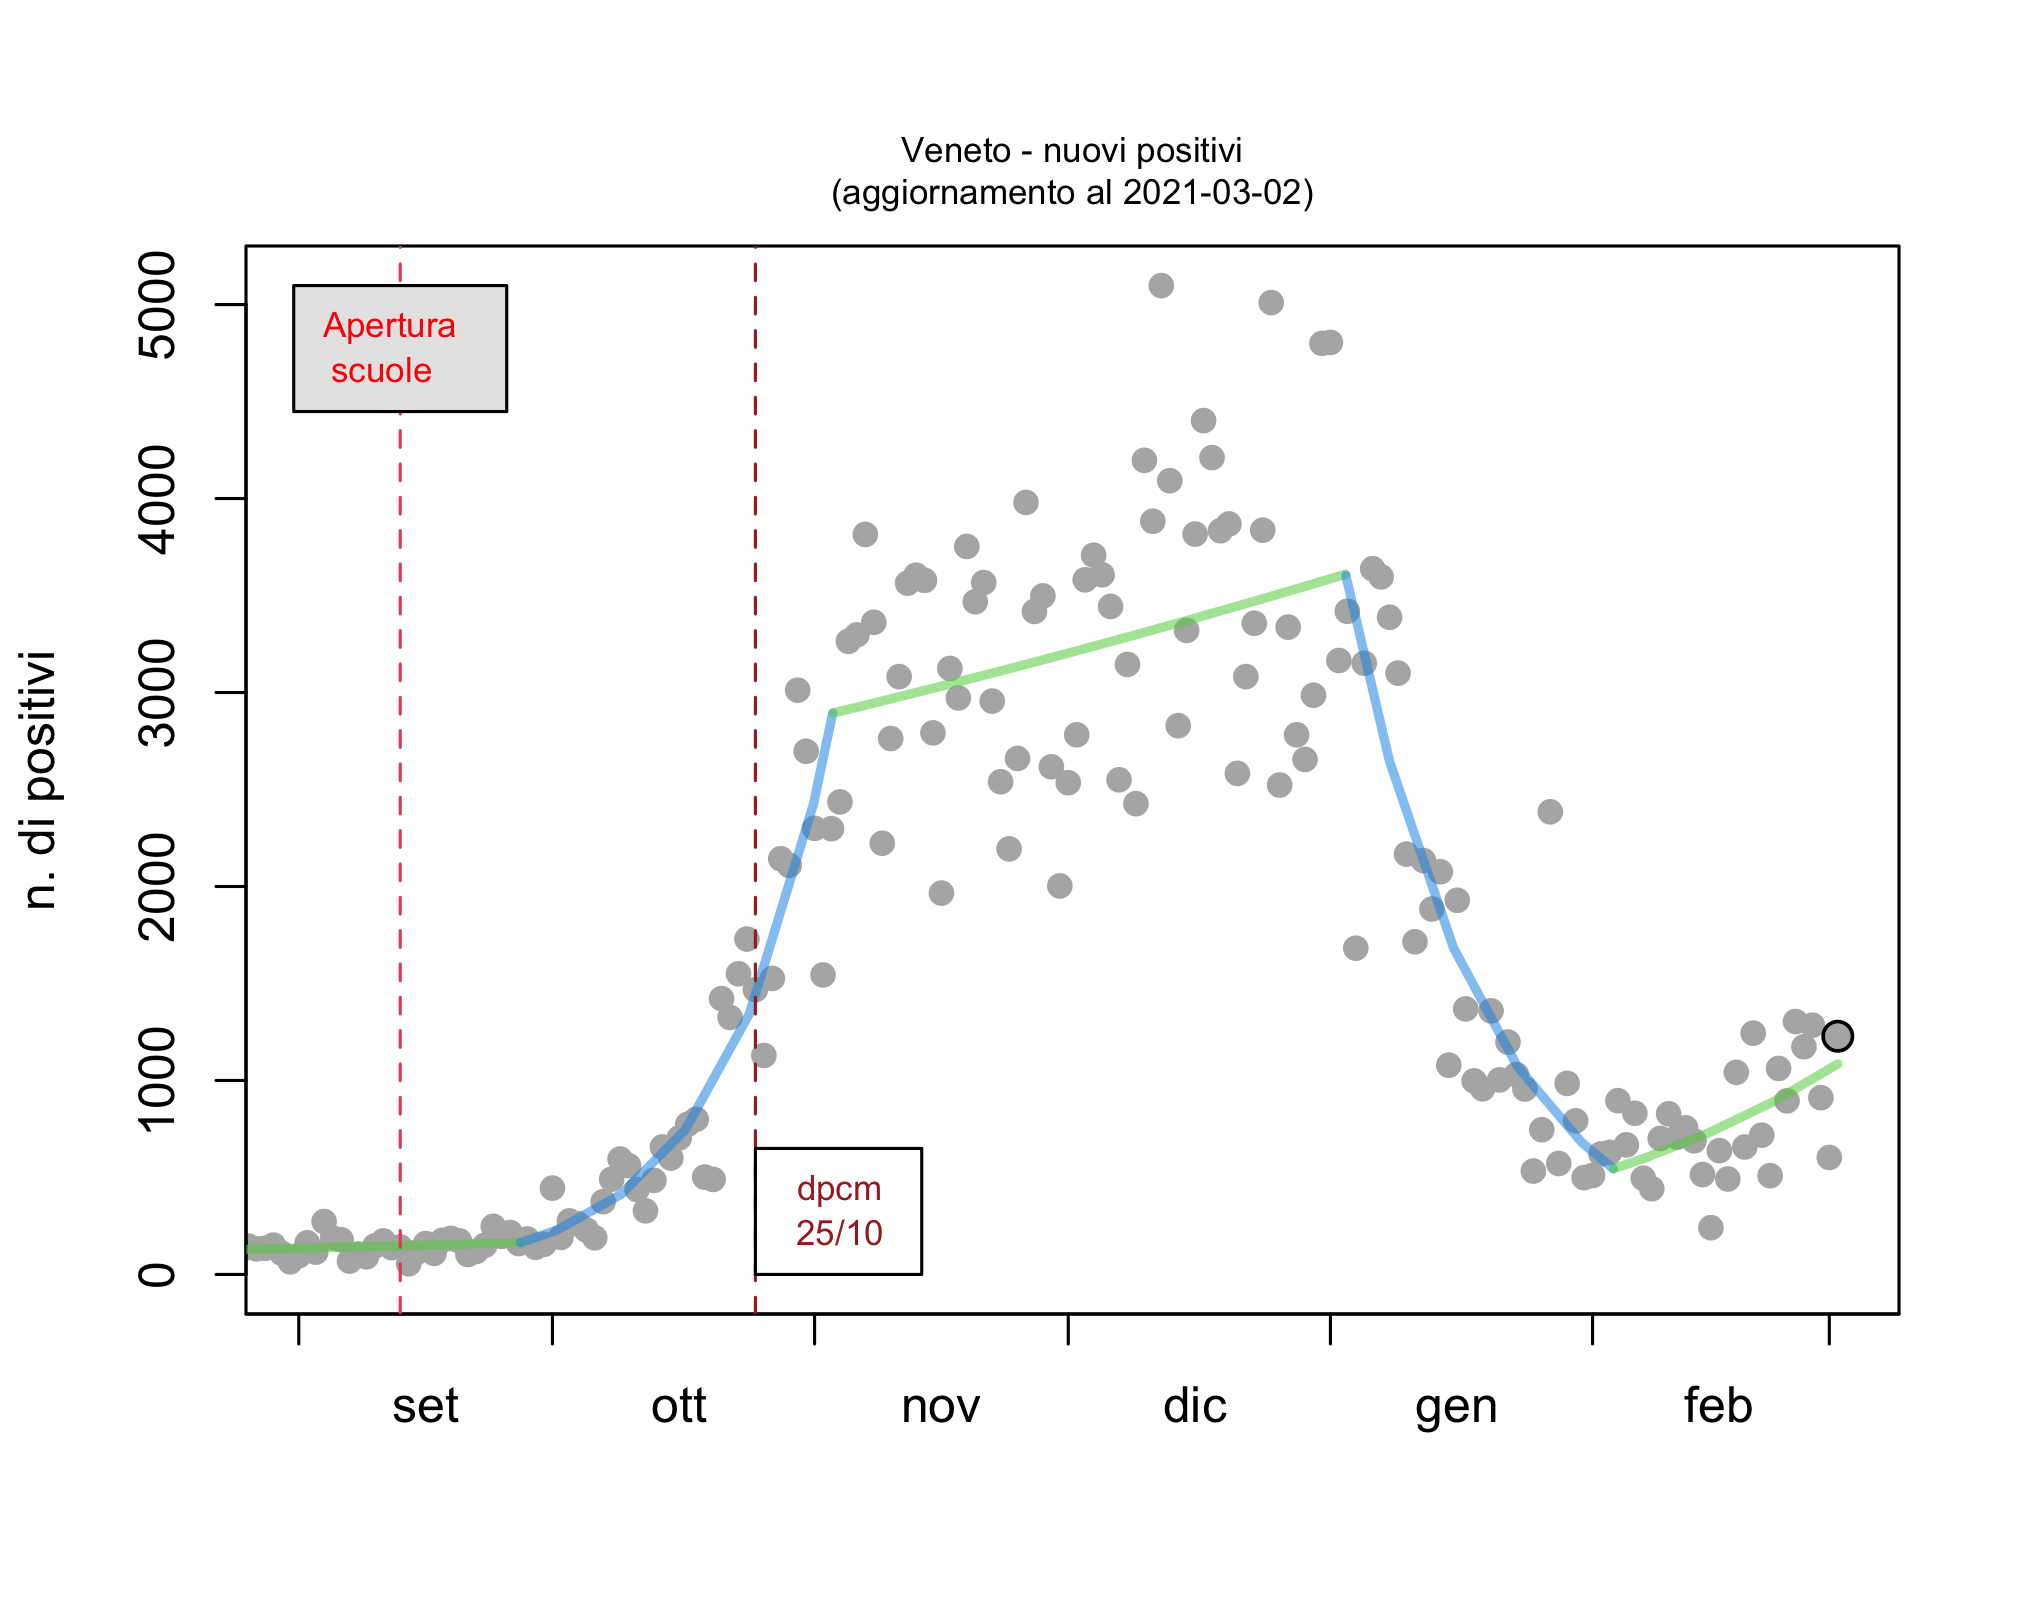 Veneto - nuovi positivi
(aggiornamento al 2021-03-02)
n. di positivi
5000
4000
3000
2000
1000
0
Apertura
scuole
dpcm
25/10
set
ott
nov
dic
gen
feb